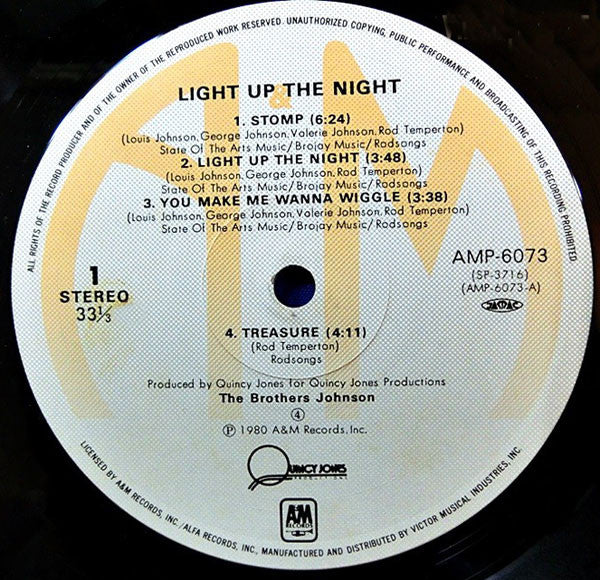 ALL RIGHTS OF THE RECORD PRODUCER AND OF THE OWNER OF THE REPRODUCED WORK RESERVED. UNAUTHORIZED COPYING, PUBLIC PERFORMANCE AND BROADCASTING OF THIS RECORDING PROHIBITED
LIGHT UP THE NIGHT
1. STOMP (6:24)
(Louis Johnson, George Johnson, Valerie Johnson, Rod Temperton)
State Of The Arts Music/Brojay Music/Rodsongs
2. LIGHT UP THE NIGHT (3:48)
(Louis Johnson, George Johnson, Rod Temperton)
State Of The Arts Music/Brojay Music/Rodsongs
3. YOU MAKE ME WANNA WIGGLE (3:38)
(Louis Johnson, George Johnson, Valerie Johnson, Rod Temperton)
State Of The Arts Music/Brojay Music/Rodsongs
1
STEREO
33⅓
AMP-6073
(SP-3716)
(AMP-6073-A)
JASRAC
4. TREASURE (4:11)
(Rod Temperton)
Rodsongs
Produced by Quincy Jones for Quincy Jones Productions
The Brothers Johnson
④
Ⓟ 1980 A&M Records, Inc.
QUINCY JONES
PRODUCTIONS
A&M
RECORDS
LICENSED BY A&M RECORDS, INC./ALFA RECORDS, INC., MANUFACTURED AND DISTRIBUTED BY VICTOR MUSICAL INDUSTRIES, INC.